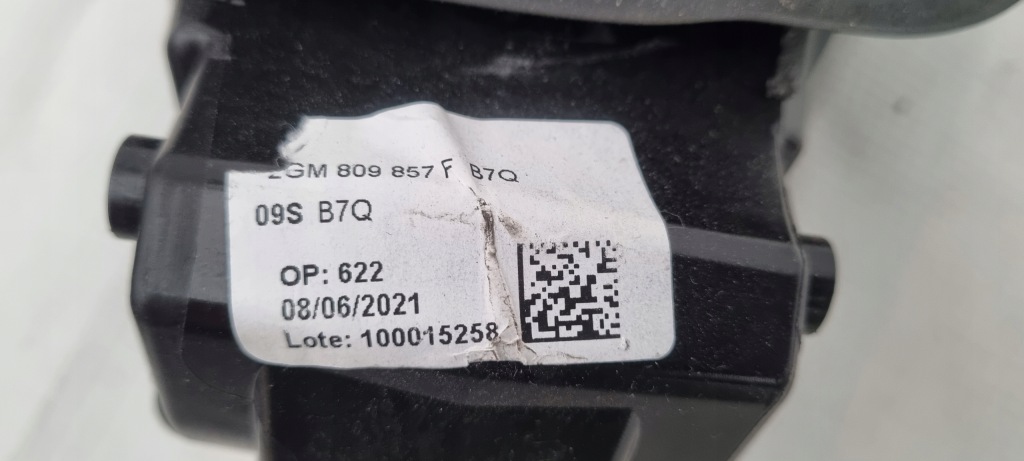 2GM 809 857 F B7Q
09S B7Q
OP: 622
08/06/2021
Lote: 100015258